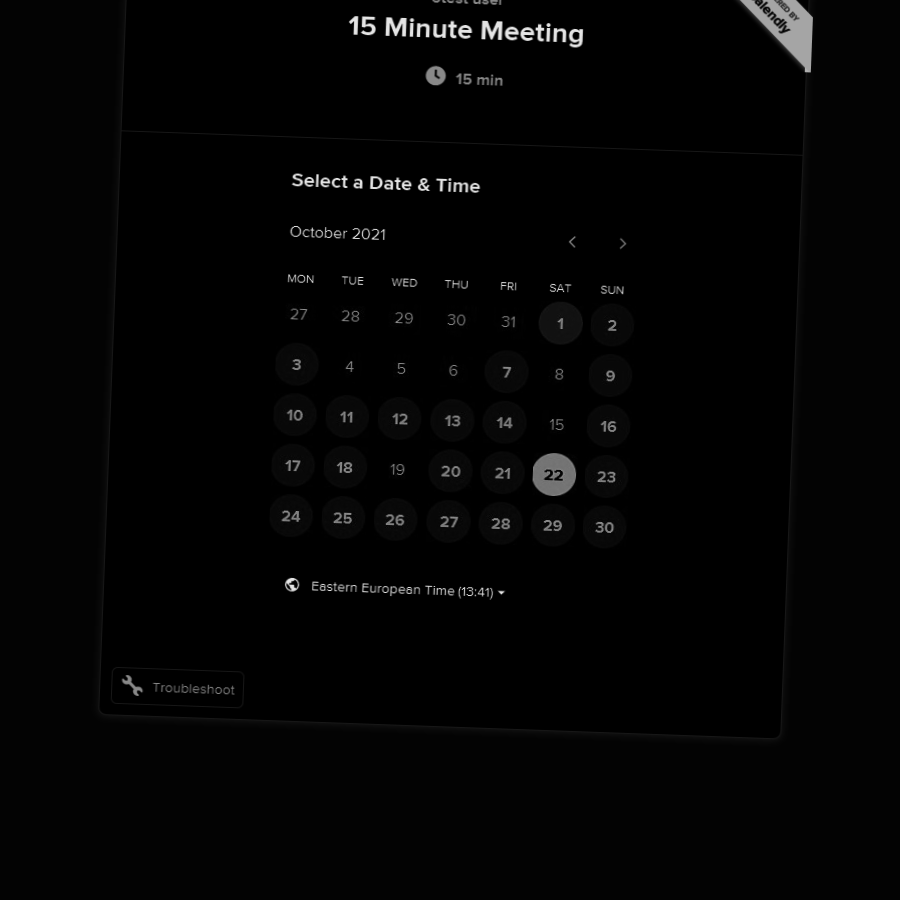 15 Minute Meeting
15 min
Select a Date & Time
October 2021
MON TUE WED THU FRI SAT SUN
27 28 29 30 31 1 2
3 4 5 6 7 8 9
10 11 12 13 14 15 16
17 18 19 20 21 22 23
24 25 26 27 28 29 30
Eastern European Time (13:41)
Troubleshoot